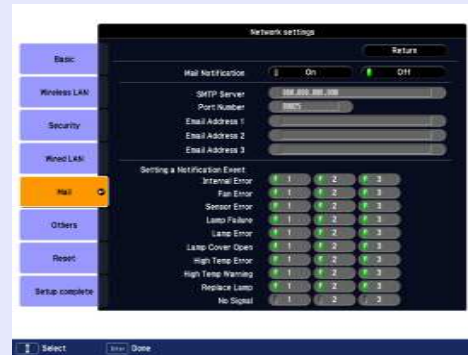 Network settings
Return
Basic
Mail Notification On Off
Wireless LAN
SMTP Server
Port Number
Security
Email Address 1
Email Address 2
Email Address 3
Wired LAN
Setting a Notification Event
Internal Error 1 2 3
Mail
Fan Error 1 2 3
Sensor Error 1 2 3
Lamp Failure 1 2 3
Others
Lamp Error 1 2 3
Lamp Cover Open 1 2 3
Reset
High Temp Error 1 2 3
High Temp Warning 1 2 3
Setup complete
Replace Lamp 1 2 3
No Signal 1 2 3
Select Enter Done